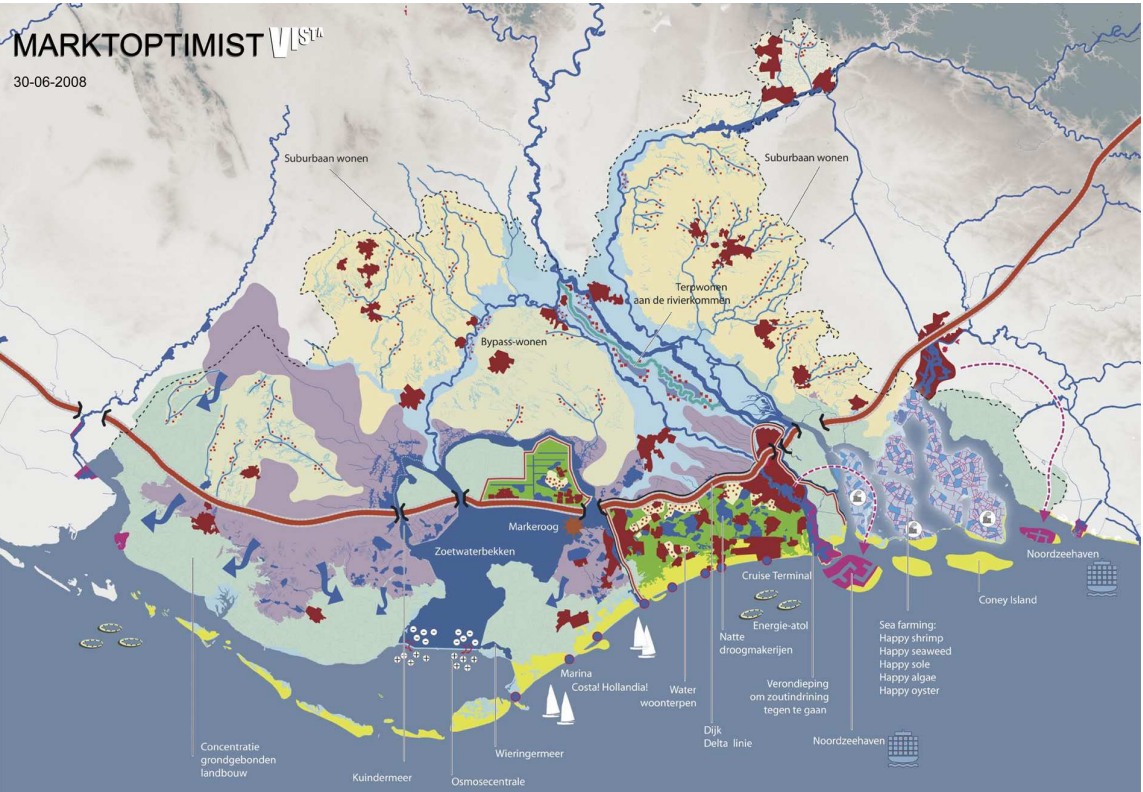 MARKTOPTIMIST VISTA
30-06-2008
Suburbaan wonen
Suburbaan wonen
Terpwonen
aan de rivierkommen
Bypass-wonen
Markeroog
Zoetwaterbekken
Noordzeehaven
Cruise Terminal
Coney Island
Energie-atol
Sea farming:
Happy shrimp
Happy seaweed
Happy sole
Happy algae
Happy oyster
Natte
droogmakerijen
Marina
Costa! Hollandia!
Water
woonterpen
Verondieping
om zoutindrining
tegen te gaan
Dijk
Delta linie
Noordzeehaven
Concentratie
grondgebonden
landbouw
Wieringermeer
Kuindermeer
Osmosecentrale